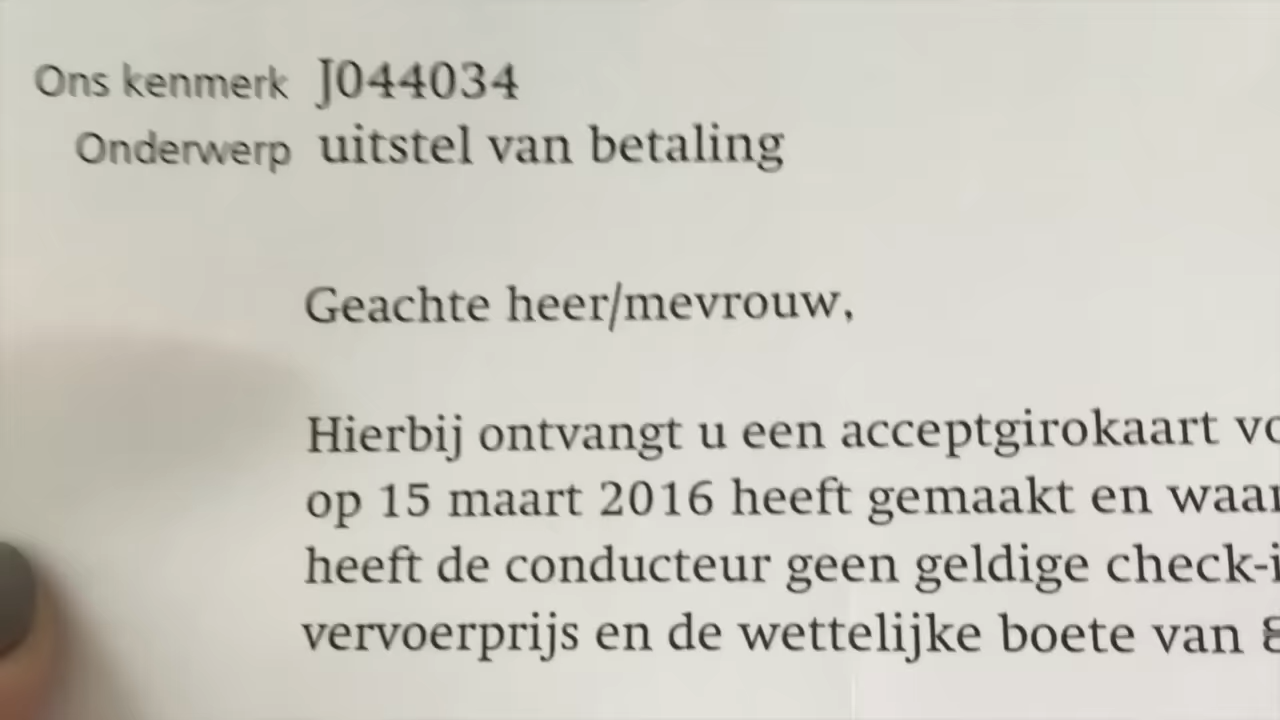 Ons kenmerk J044034
Onderwerp uitstel van betaling
Geachte heer/mevrouw,
Hierbij ontvangt u een acceptgirokaart
op 15 maart 2016 heeft gemaakt en
heeft de conducteur geen geldige
vervoerprijs en de wettelijke boete van